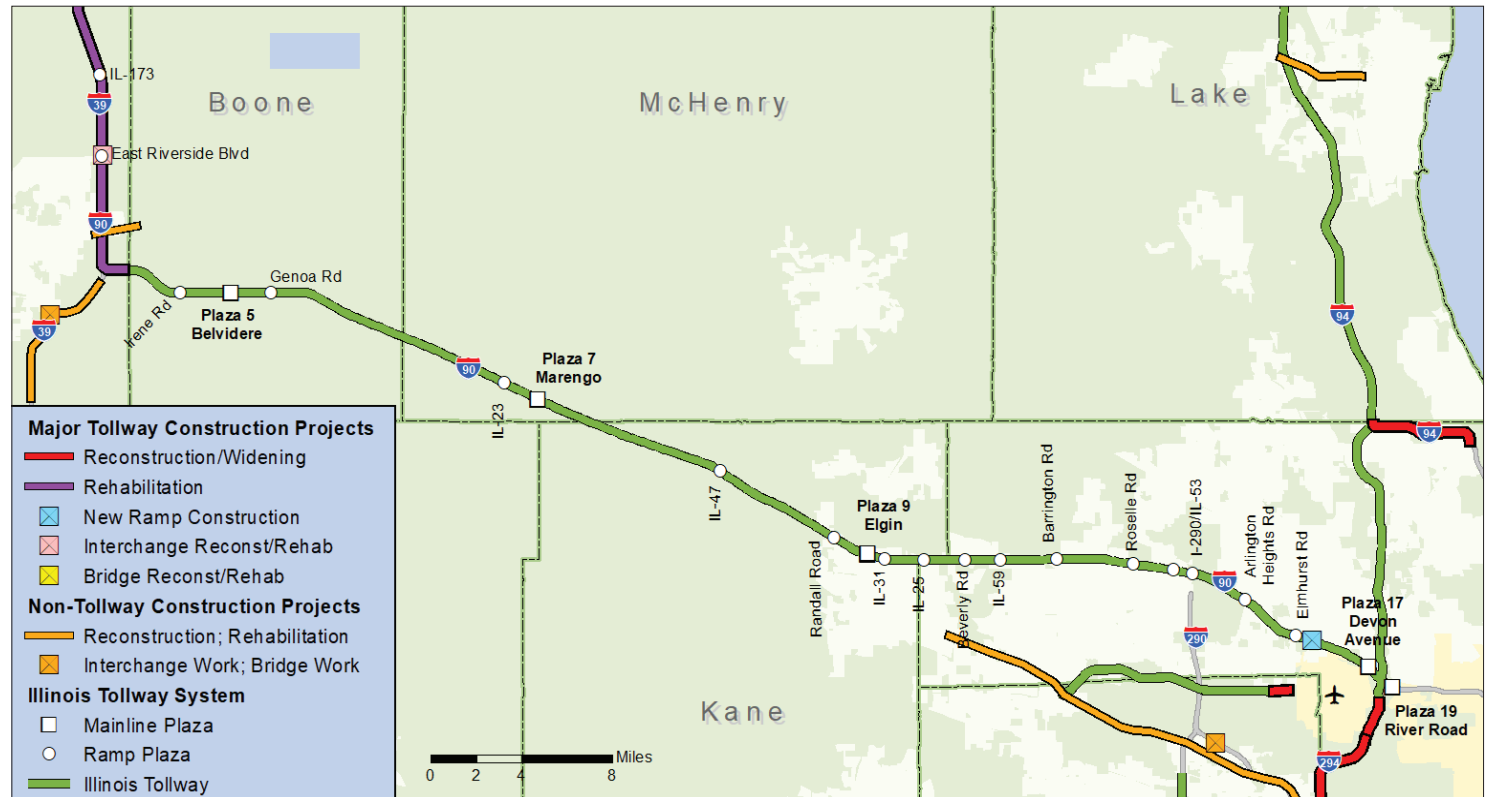 IL-173
39
Boone
McHenry
Lake
East Riverside Blvd
90
Genoa Rd
Irene Rd
Plaza 5
Belvidere
39
94
90
Plaza 7
Marengo
IL-23
94
IL-47
Randall Road
Plaza 9
Elgin
IL-31
IL-25
Beverly Rd
IL-59
Barrington Rd
Roselle Rd
I-290/IL-53
90
Arlington
Heights Rd
Elmhurst Rd
290
Plaza 17
Devon
Avenue
Plaza 19
River Road
294
Kane
Miles
0 2 4 8
Major Tollway Construction Projects
Reconstruction/Widening
Rehabilitation
New Ramp Construction
Interchange Reconst/Rehab
Bridge Reconst/Rehab
Non-Tollway Construction Projects
Reconstruction; Rehabilitation
Interchange Work; Bridge Work
Illinois Tollway System
Mainline Plaza
Ramp Plaza
Illinois Tollway